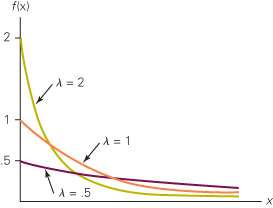 f(x)
2
λ = 2
1
λ = 1
.5
λ = .5
x